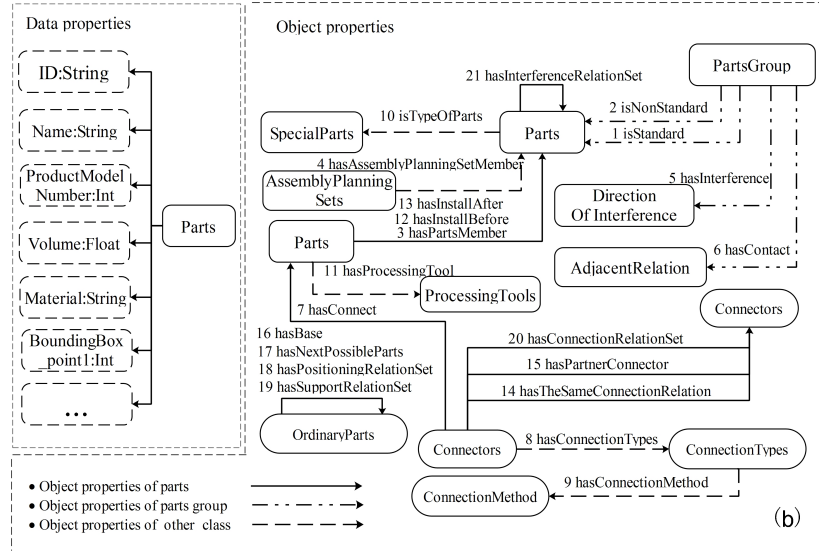 Data properties
ID:String
Name:String
ProductModel
Number:Int
Volume:Float
Material:String
BoundingBox
_point1:Int
...
Parts
Object properties
21 hasInterferenceRelationSet
PartsGroup
10 isTypeOfParts
SpecialParts
Parts
2 isNonStandard
1 isStandard
4 hasAssemblyPlanningSetMember
AssemblyPlanning
Sets
13 hasInstallAfter
12 hasInstallBefore
3 hasPartsMember
5 hasInterference
Direction
Of Interference
Parts
11 hasProcessingTool
ProcessingTools
6 hasContact
AdjacentRelation
7 hasConnect
Connectors
16 hasBase
17 hasNextPossibleParts
18 hasPositioningRelationSet
19 hasSupportRelationSet
OrdinaryParts
20 hasConnectionRelationSet
15 hasPartnerConnector
14 hasTheSameConnectionRelation
Connectors
8 hasConnectionTypes
ConnectionTypes
9 hasConnectionMethod
ConnectionMethod
• Object properties of parts
• Object properties of parts group
• Object properties of other class
(b)